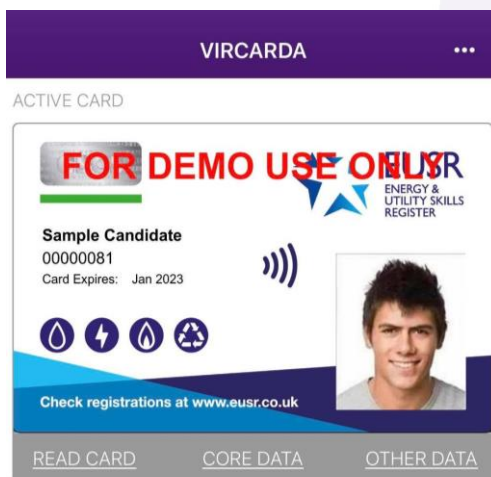 VIRCARDA
ACTIVE CARD
FOR DEMO USE ONLY
EUSR
ENERGY &
UTILITY SKILLS
REGISTER
Sample Candidate
00000081
Card Expires: Jan 2023
Check registrations at www.eusr.co.uk
READ CARD CORE DATA OTHER DATA